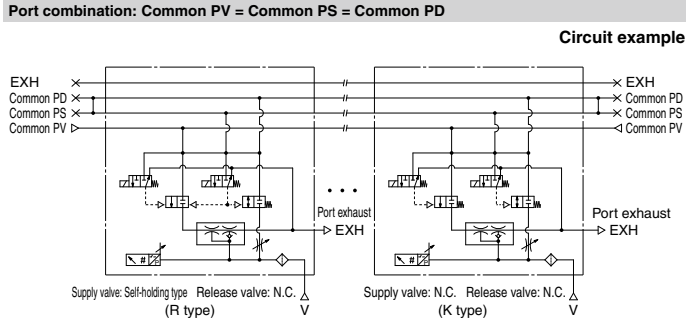 Port combination: Common PV = Common PS = Common PD
Circuit example
EXH
Common PD
Common PS
Common PV
EXH
Common PD
Common PS
Common PV
Port exhaust
EXH
Port exhaust
EXH
#
#
Supply valve: Self-holding type Release valve: N.C.
(R type)
V
Supply valve: N.C. Release valve: N.C.
(K type)
V